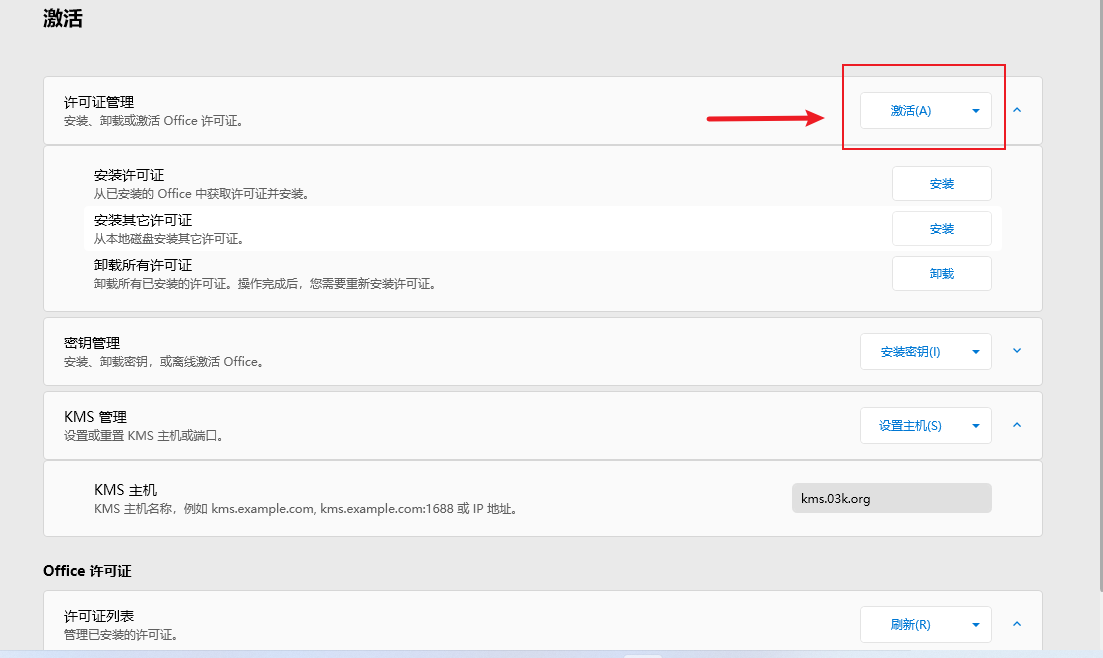 激活
许可证管理
安装、卸载或激活 Office 许可证。
激活(A)
安装许可证
从已安装的 Office 中获取许可证并安装。
安装
安装其它许可证
从本地磁盘安装其它许可证。
安装
卸载所有许可证
卸载所有已安装的许可证。操作完成后，您需要重新安装许可证。
卸载
密钥管理
安装、卸载密钥，或离线激活 Office。
安装密钥(I)
KMS 管理
设置或重置 KMS 主机或端口。
设置主机(S)
KMS 主机
KMS 主机名称，例如 kms.example.com, kms.example.com:1688 或 IP 地址。
kms.03k.org
Office 许可证
许可证列表
管理已安装的许可证。
刷新(R)